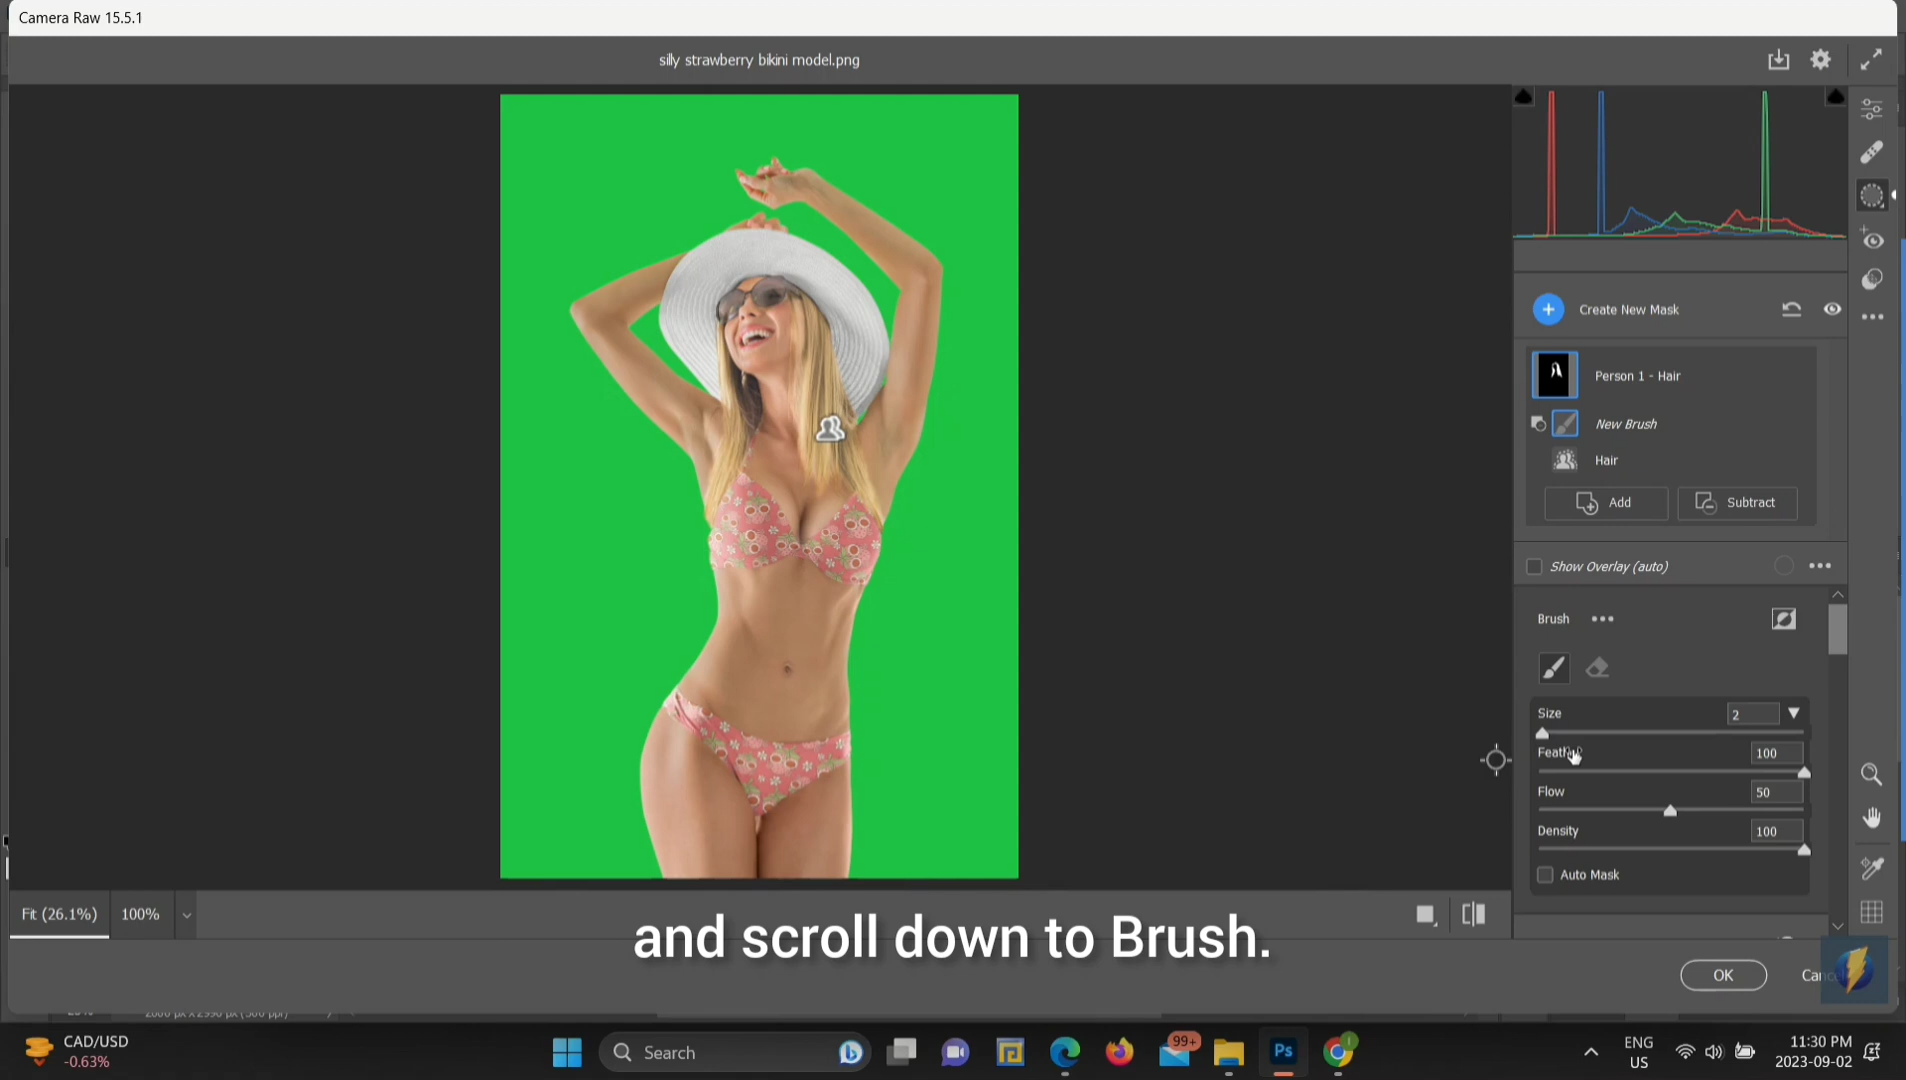 Camera Raw 15.5.1
silly strawberry bikini model.png
Create New Mask
Person 1 - Hair
New Brush
Hair
Add
Subtract
Show Overlay (auto)
Brush
Size
2
100
Flow
50
Density
100
Auto Mask
Fit (26.1%)
100%
and scroll down to Brush.
OK
CAD/USD
-0.63%
Search
99+
Ps
ENG
US
11:30 PM
2023-09-02